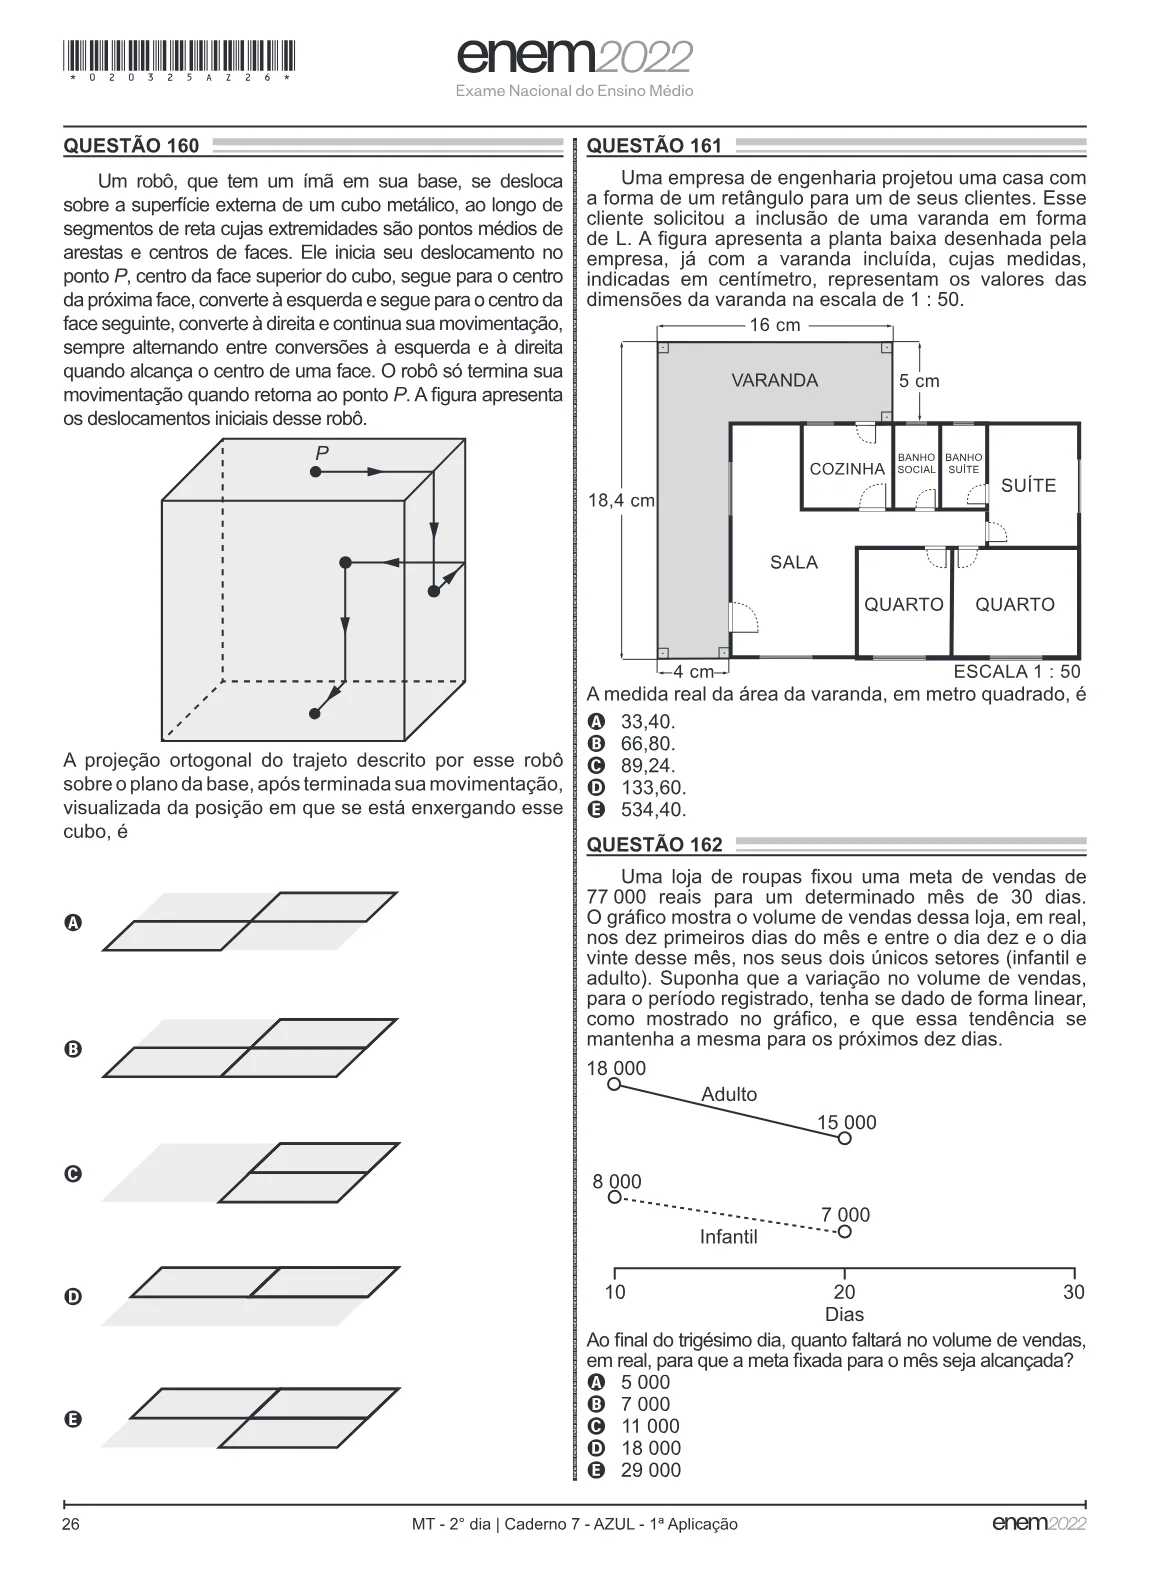 * 0 2 0 3 2 5 A Z 2 6 *
enem2022
Exame Nacional do Ensino Médio
QUESTÃO 160
Um robô, que tem um ímã em sua base, se desloca
sobre a superfície externa de um cubo metálico, ao longo de
segmentos de reta cujas extremidades são pontos médios de
arestas e centros de faces. Ele inicia seu deslocamento no
ponto P, centro da face superior do cubo, segue para o centro
da próxima face, converte à esquerda e segue para o centro da
face seguinte, converte à direita e continua sua movimentação,
sempre alternando entre conversões à esquerda e à direita
quando alcança o centro de uma face. O robô só termina sua
movimentação quando retorna ao ponto P. A figura apresenta
os deslocamentos iniciais desse robô.
P
A projeção ortogonal do trajeto descrito por esse robô
sobre o plano da base, após terminada sua movimentação,
visualizada da posição em que se está enxergando esse
cubo, é
A
B
C
D
E
QUESTÃO 161
Uma empresa de engenharia projetou uma casa com
a forma de um retângulo para um de seus clientes. Esse
cliente solicitou a inclusão de uma varanda em forma
de L. A figura apresenta a planta baixa desenhada pela
empresa, já com a varanda incluída, cujas medidas,
indicadas em centímetro, representam os valores das
dimensões da varanda na escala de 1 : 50.
16 cm
VARANDA
5 cm
COZINHA
BANHO
SOCIAL
BANHO
SUÍTE
SUÍTE
18,4 cm
SALA
QUARTO
QUARTO
4 cm
ESCALA 1 : 50
A medida real da área da varanda, em metro quadrado, é
A 33,40.
B 66,80.
C 89,24.
D 133,60.
E 534,40.
QUESTÃO 162
Uma loja de roupas fixou uma meta de vendas de
77 000 reais para um determinado mês de 30 dias.
O gráfico mostra o volume de vendas dessa loja, em real,
nos dez primeiros dias do mês e entre o dia dez e o dia
vinte desse mês, nos seus dois únicos setores (infantil e
adulto). Suponha que a variação no volume de vendas,
para o período registrado, tenha se dado de forma linear,
como mostrado no gráfico, e que essa tendência se
mantenha a mesma para os próximos dez dias.
18 000
Adulto
15 000
8 000
7 000
Infantil
10 20 30
Dias
Ao final do trigésimo dia, quanto faltará no volume de vendas,
em real, para que a meta fixada para o mês seja alcançada?
A 5 000
B 7 000
C 11 000
D 18 000
E 29 000
26
MT - 2° dia | Caderno 7 - AZUL - 1ª Aplicação
enem2022